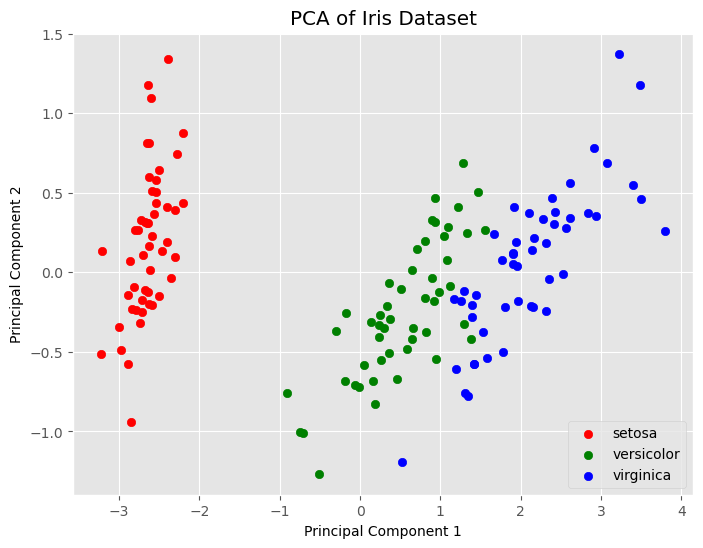 PCA of Iris Dataset
1.5
1.0
0.5
0.0
−0.5
−1.0
Principal Component 2
setosa
versicolor
virginica
−3 −2 −1 0 1 2 3 4
Principal Component 1